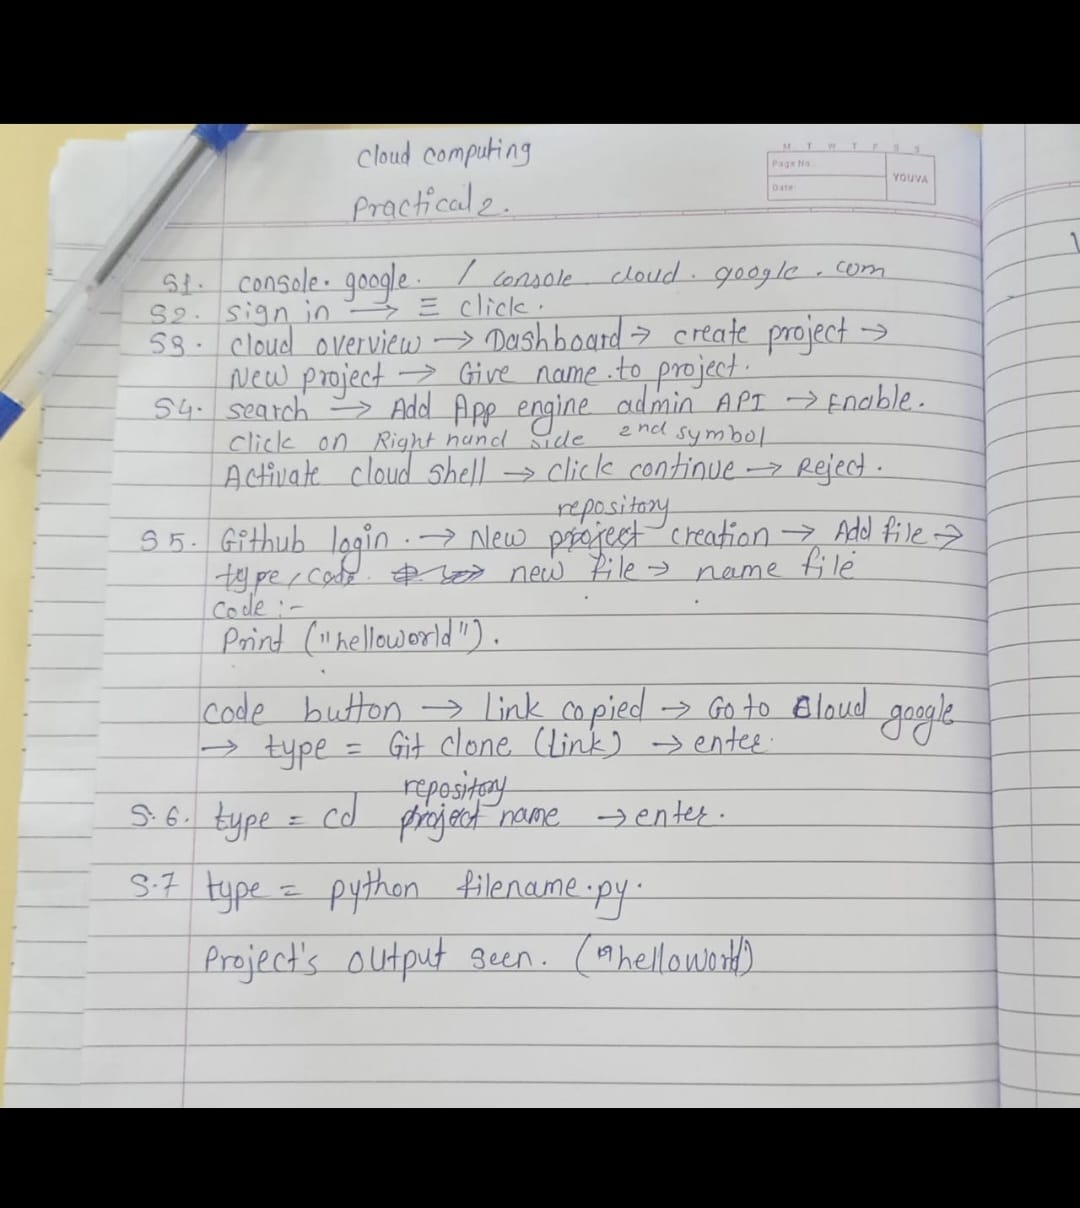 cloud computing
Practical 2.
M T W T F S S
Page No.
Date:
YOUVA
S1. console. google. / console cloud. google. com
S2. sign in → ≡ click.
S3. cloud overview → Dashboard → create project →
New project → Give name. to project.
S4. search → Add App engine admin API → Enable.
click on Right hand side 2nd symbol
Activate cloud shell → click continue → Reject.
repository
S5. Github login. → New project creation → Add file →
type, code. new file → name file
code :-
Print ("helloworld").
code button → link copied → Go to cloud google
→ type = Git clone (link) → enter.
repository
S.6. type = cd project name → enter.
S.7 type = python filename.py.
Project's output seen. (helloword)